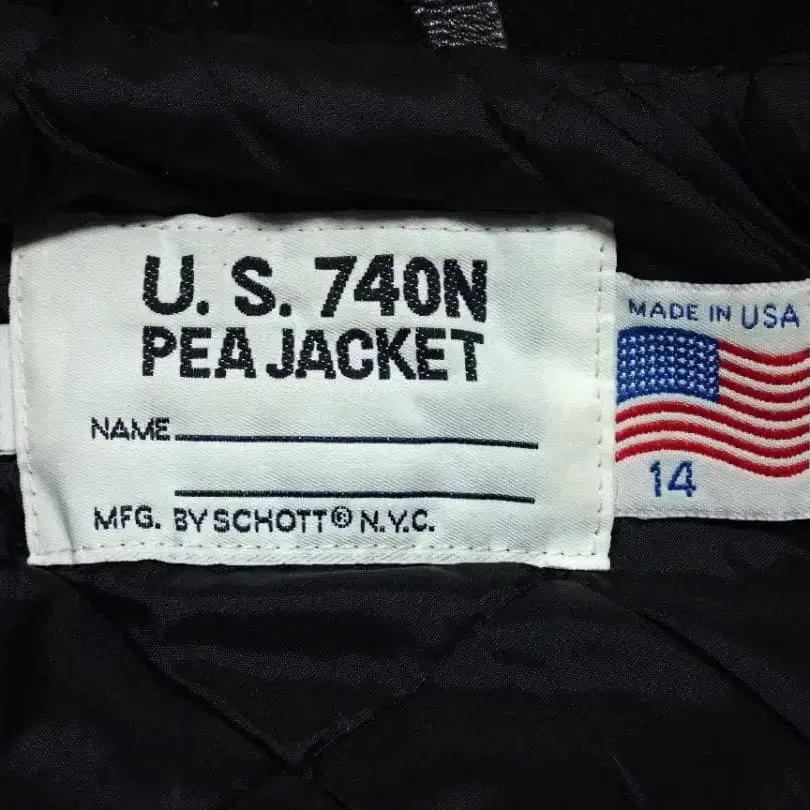 U. S. 740N
PEA JACKET
NAME
MFG. BY SCHOTT® N.Y.C.
MADE IN USA
14